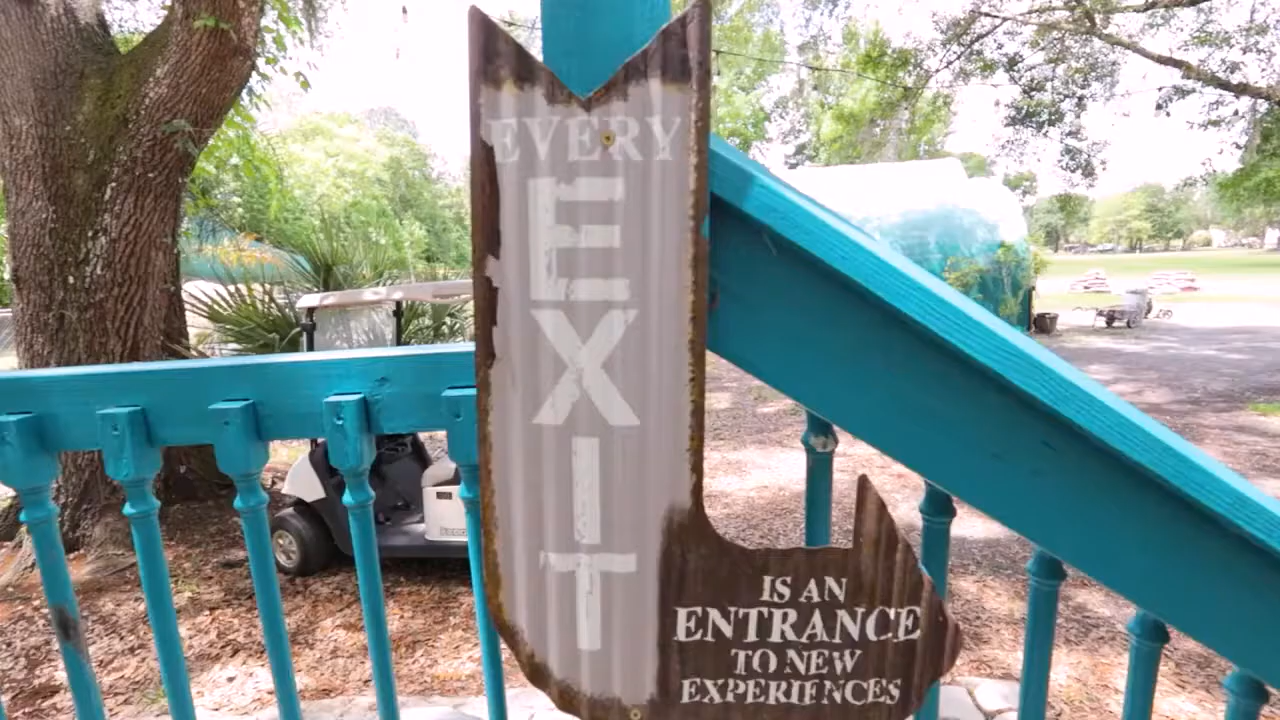 EVERY
EXIT
IS AN
ENTRANCE
TO NEW
EXPERIENCES